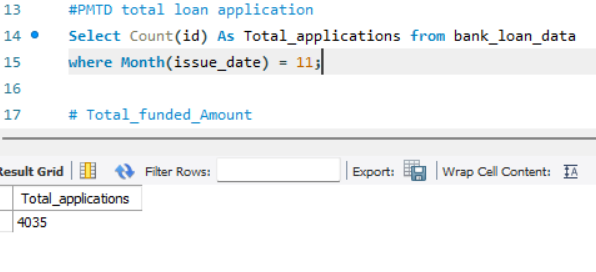 13 #PMTD total loan application
14 Select Count(id) As Total_applications from bank_loan_data
15 where Month(issue_date) = 11;
16
17 # Total_funded_Amount
Result Grid Filter Rows: Export: Wrap Cell Content: IA
Total_applications
4035